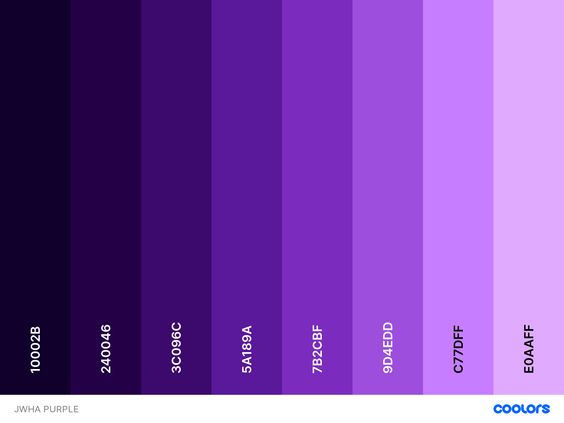 10002B
240046
3C096C
5A189A
7B2CBF
9D4EDD
C77DFF
E0AAFF
JWHA PURPLE
coolors